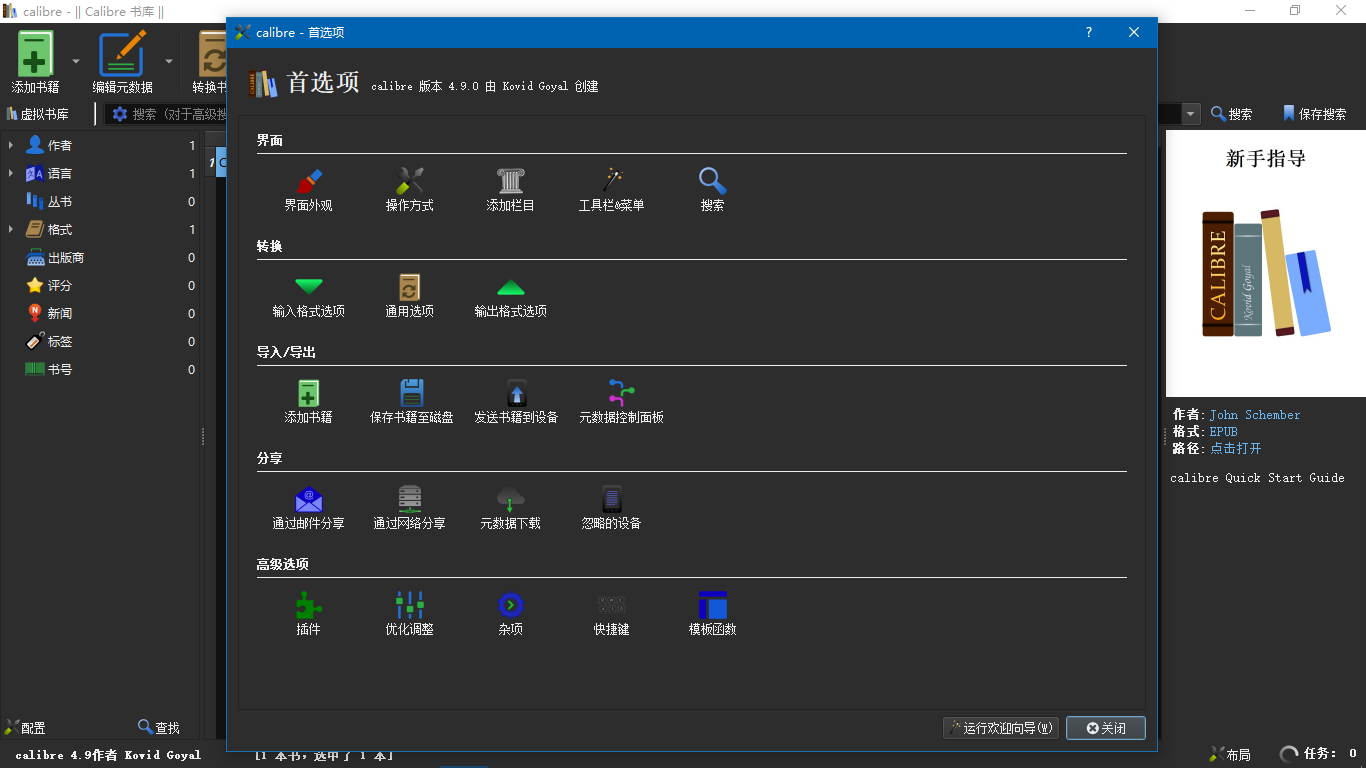 calibre - || Calibre 书库 ||
添加书籍
编辑元数据
转换书
虚拟书库
搜索（对于高级搜
搜索
保存搜索
作者 1
语言 1
丛书 0
格式 1
出版商 0
评分 0
新闻 0
标签 0
书号 0
配置
查找
calibre 4.9作者 Kovid Goyal
[1 本书，选中了 1 本]
calibre - 首选项
首选项 calibre 版本 4.9.0 由 Kovid Goyal 创建
界面
界面外观 操作方式 添加栏目 工具栏&菜单 搜索
转换
输入格式选项 通用选项 输出格式选项
导入/导出
添加书籍 保存书籍至磁盘 发送书籍到设备 元数据控制面板
分享
通过邮件分享 通过网络分享 元数据下载 忽略的设备
高级选项
插件 优化调整 杂项 快捷键 模板函数
运行欢迎向导(W) 关闭
新手指导
CALIBRE
Kovid Goyal
作者: John Schember
格式: EPUB
路径: 点击打开
calibre Quick Start Guide
布局
任务: 0